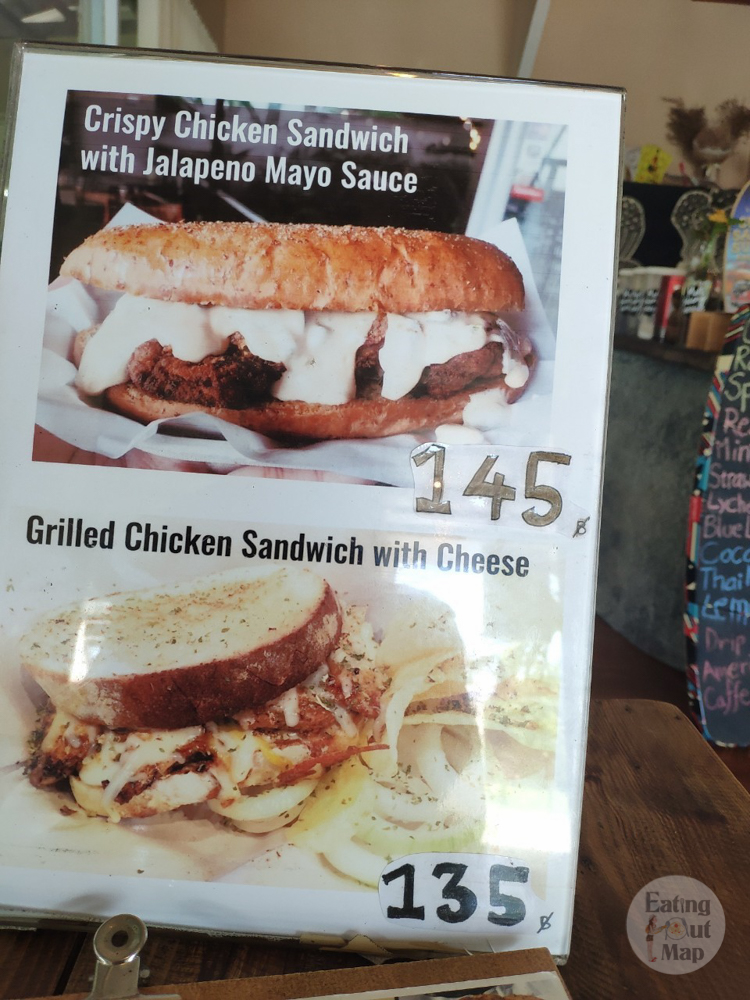 Crispy Chicken Sandwich
with Jalapeno Mayo Sauce
145฿
Grilled Chicken Sandwich with Cheese
135฿
Eating
Out
Map